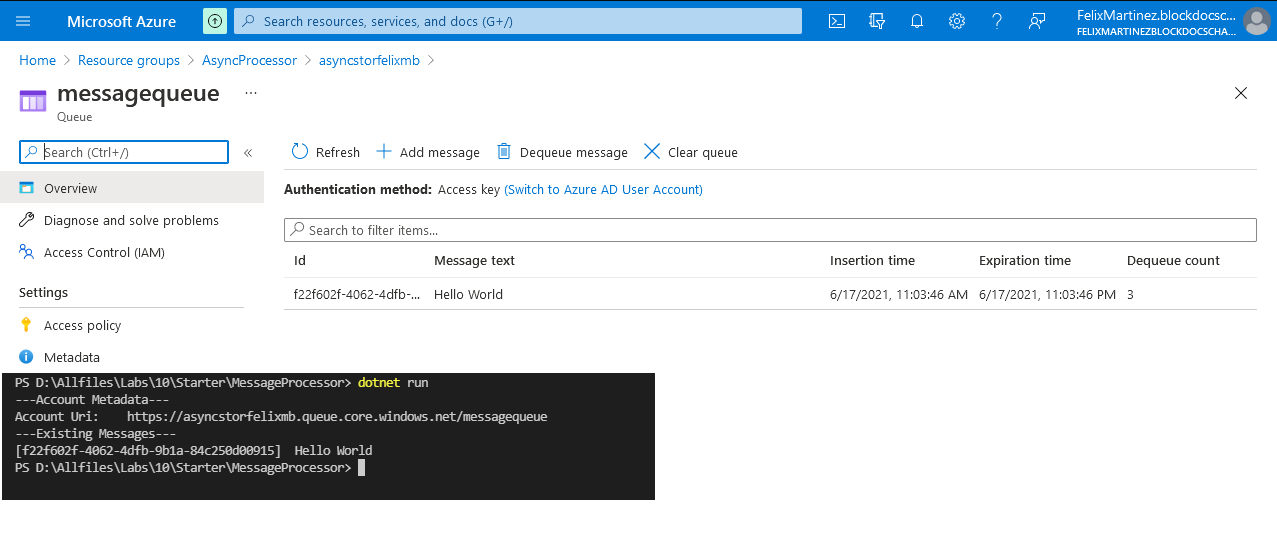 Microsoft Azure
Search resources, services, and docs (G+/)
FelixMartinez.blockdocsc...
FELIXMARTINEZBLOCKDOCSCHA...
Home > Resource groups > AsyncProcessor > asyncstorfelixmb >
messagequeue ...
Queue
Search (Ctrl+/) «
Refresh Add message Dequeue message Clear queue
Overview
Diagnose and solve problems
Access Control (IAM)
Settings
Access policy
Metadata
Authentication method: Access key (Switch to Azure AD User Account)
Search to filter items...
Id Message text Insertion time Expiration time Dequeue count
f22f602f-4062-4dfb-... Hello World 6/17/2021, 11:03:46 AM 6/17/2021, 11:03:46 PM 3
PS D:\Allfiles\Labs\10\Starter\MessageProcessor> dotnet run
---Account Metadata---
Account Uri: https://asyncstorfelixmb.queue.core.windows.net/messagequeue
---Existing Messages---
[f22f602f-4062-4dfb-9b1a-84c250d00915] Hello World
PS D:\Allfiles\Labs\10\Starter\MessageProcessor>